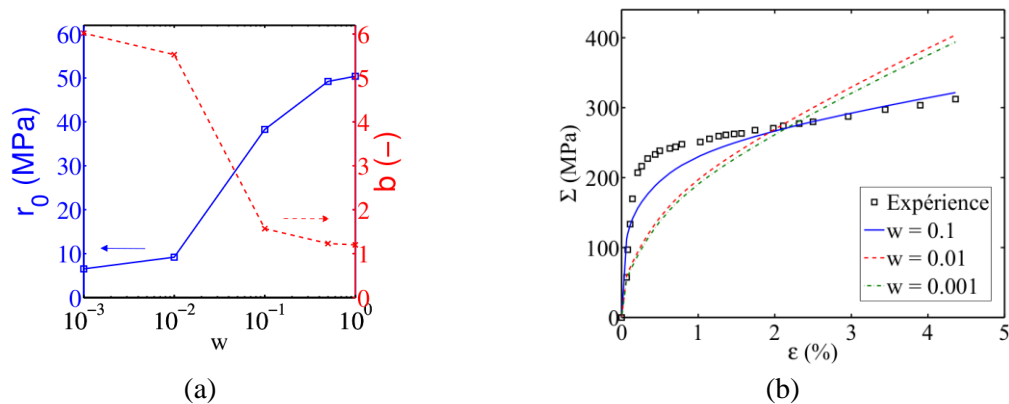 60
50
40
30
20
10
0
r₀ (MPa)
6
5
4
3
2
1
0
b (–)
10⁻³ 10⁻² 10⁻¹ 10⁰
w
(a)
400
300
200
100
0
Σ (MPa)
Expérience
w = 0.1
w = 0.01
w = 0.001
0 1 2 3 4 5
ε (%)
(b)